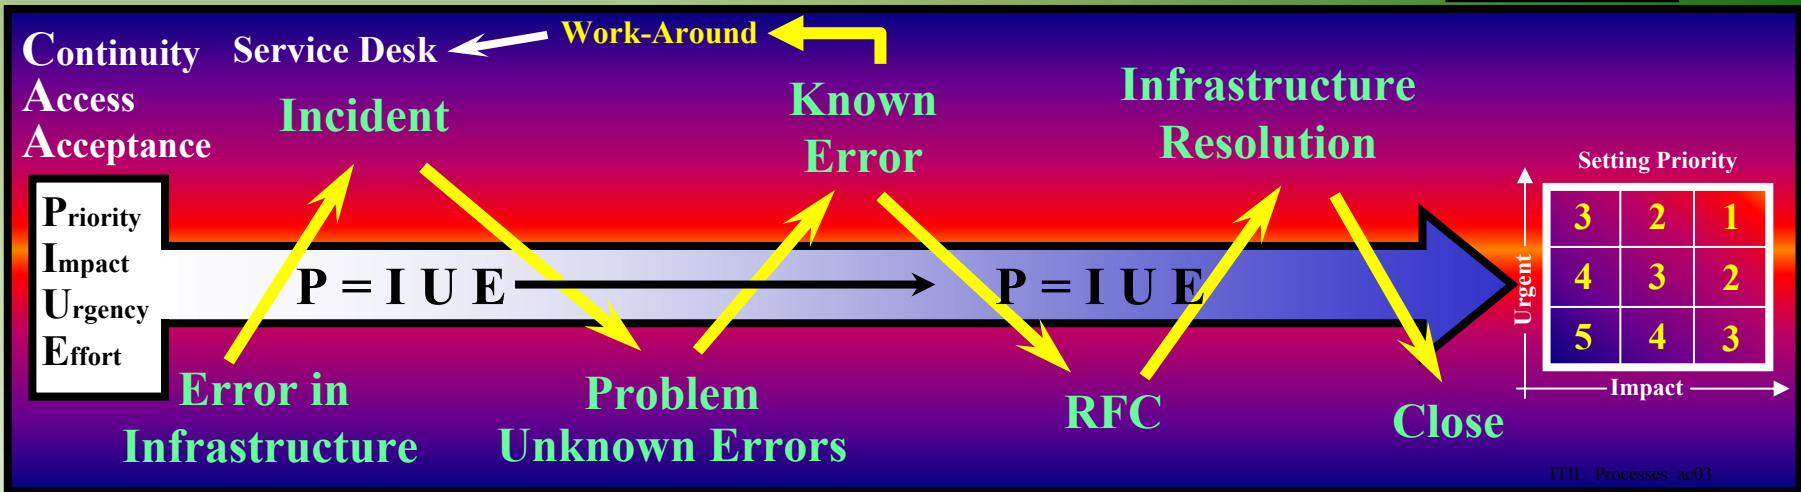 Continuity
Access
Acceptance
Service Desk
Work-Around
Incident
Known
Error
Infrastructure
Resolution
Priority
Impact
Urgency
Effort
P = I U E
P = I U E
Error in
Infrastructure
Problem
Unknown Errors
RFC
Close
Setting Priority
Urgent
3 2 1
4 3 2
5 4 3
Impact
ITIL Processes ac03